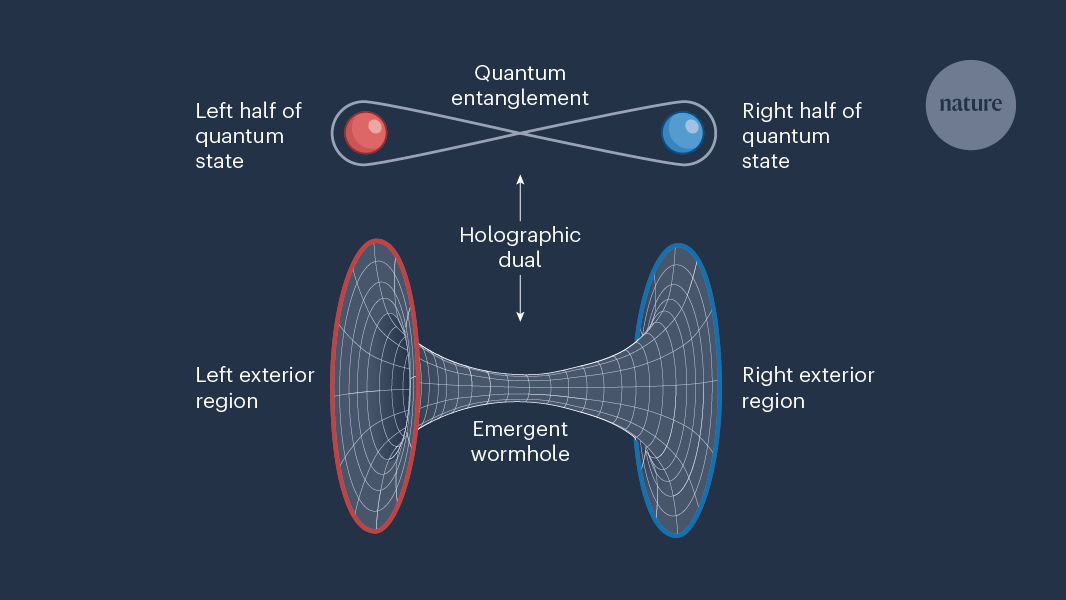 Quantum
entanglement
Left half of
quantum
state
Right half of
quantum
state
nature
Holographic
dual
Left exterior
region
Right exterior
region
Emergent
wormhole